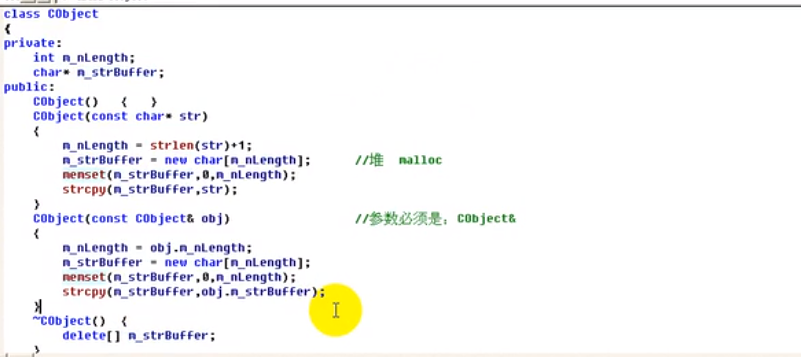 class CObject
{
private:
    int m_nLength;
    char* m_strBuffer;
public:
    CObject()   {   }
    CObject(const char* str)
    {
        m_nLength = strlen(str)+1;
        m_strBuffer = new char[m_nLength];      //堆  malloc
        memset(m_strBuffer,0,m_nLength);
        strcpy(m_strBuffer,str);
    }
    CObject(const CObject& obj)                 //参数必须是：CObject&
    {
        m_nLength = obj.m_nLength;
        m_strBuffer = new char[m_nLength];
        memset(m_strBuffer,0,m_nLength);
        strcpy(m_strBuffer,obj.m_strBuffer);
    }
    ~CObject()  {
        delete[] m_strBuffer;
    }